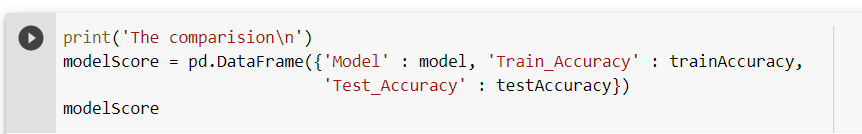 print('The comparision\n')
modelScore = pd.DataFrame({'Model' : model, 'Train_Accuracy' : trainAccuracy,
                           'Test_Accuracy' : testAccuracy})
modelScore